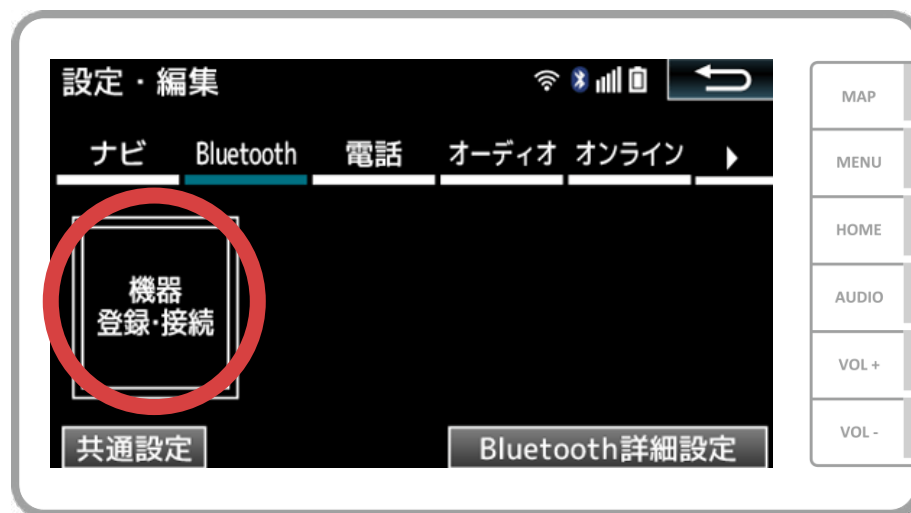 設定・編集
ナビ Bluetooth 電話 オーディオ オンライン
機器
登録・接続
共通設定 Bluetooth詳細設定
MAP
MENU
HOME
AUDIO
VOL +
VOL -